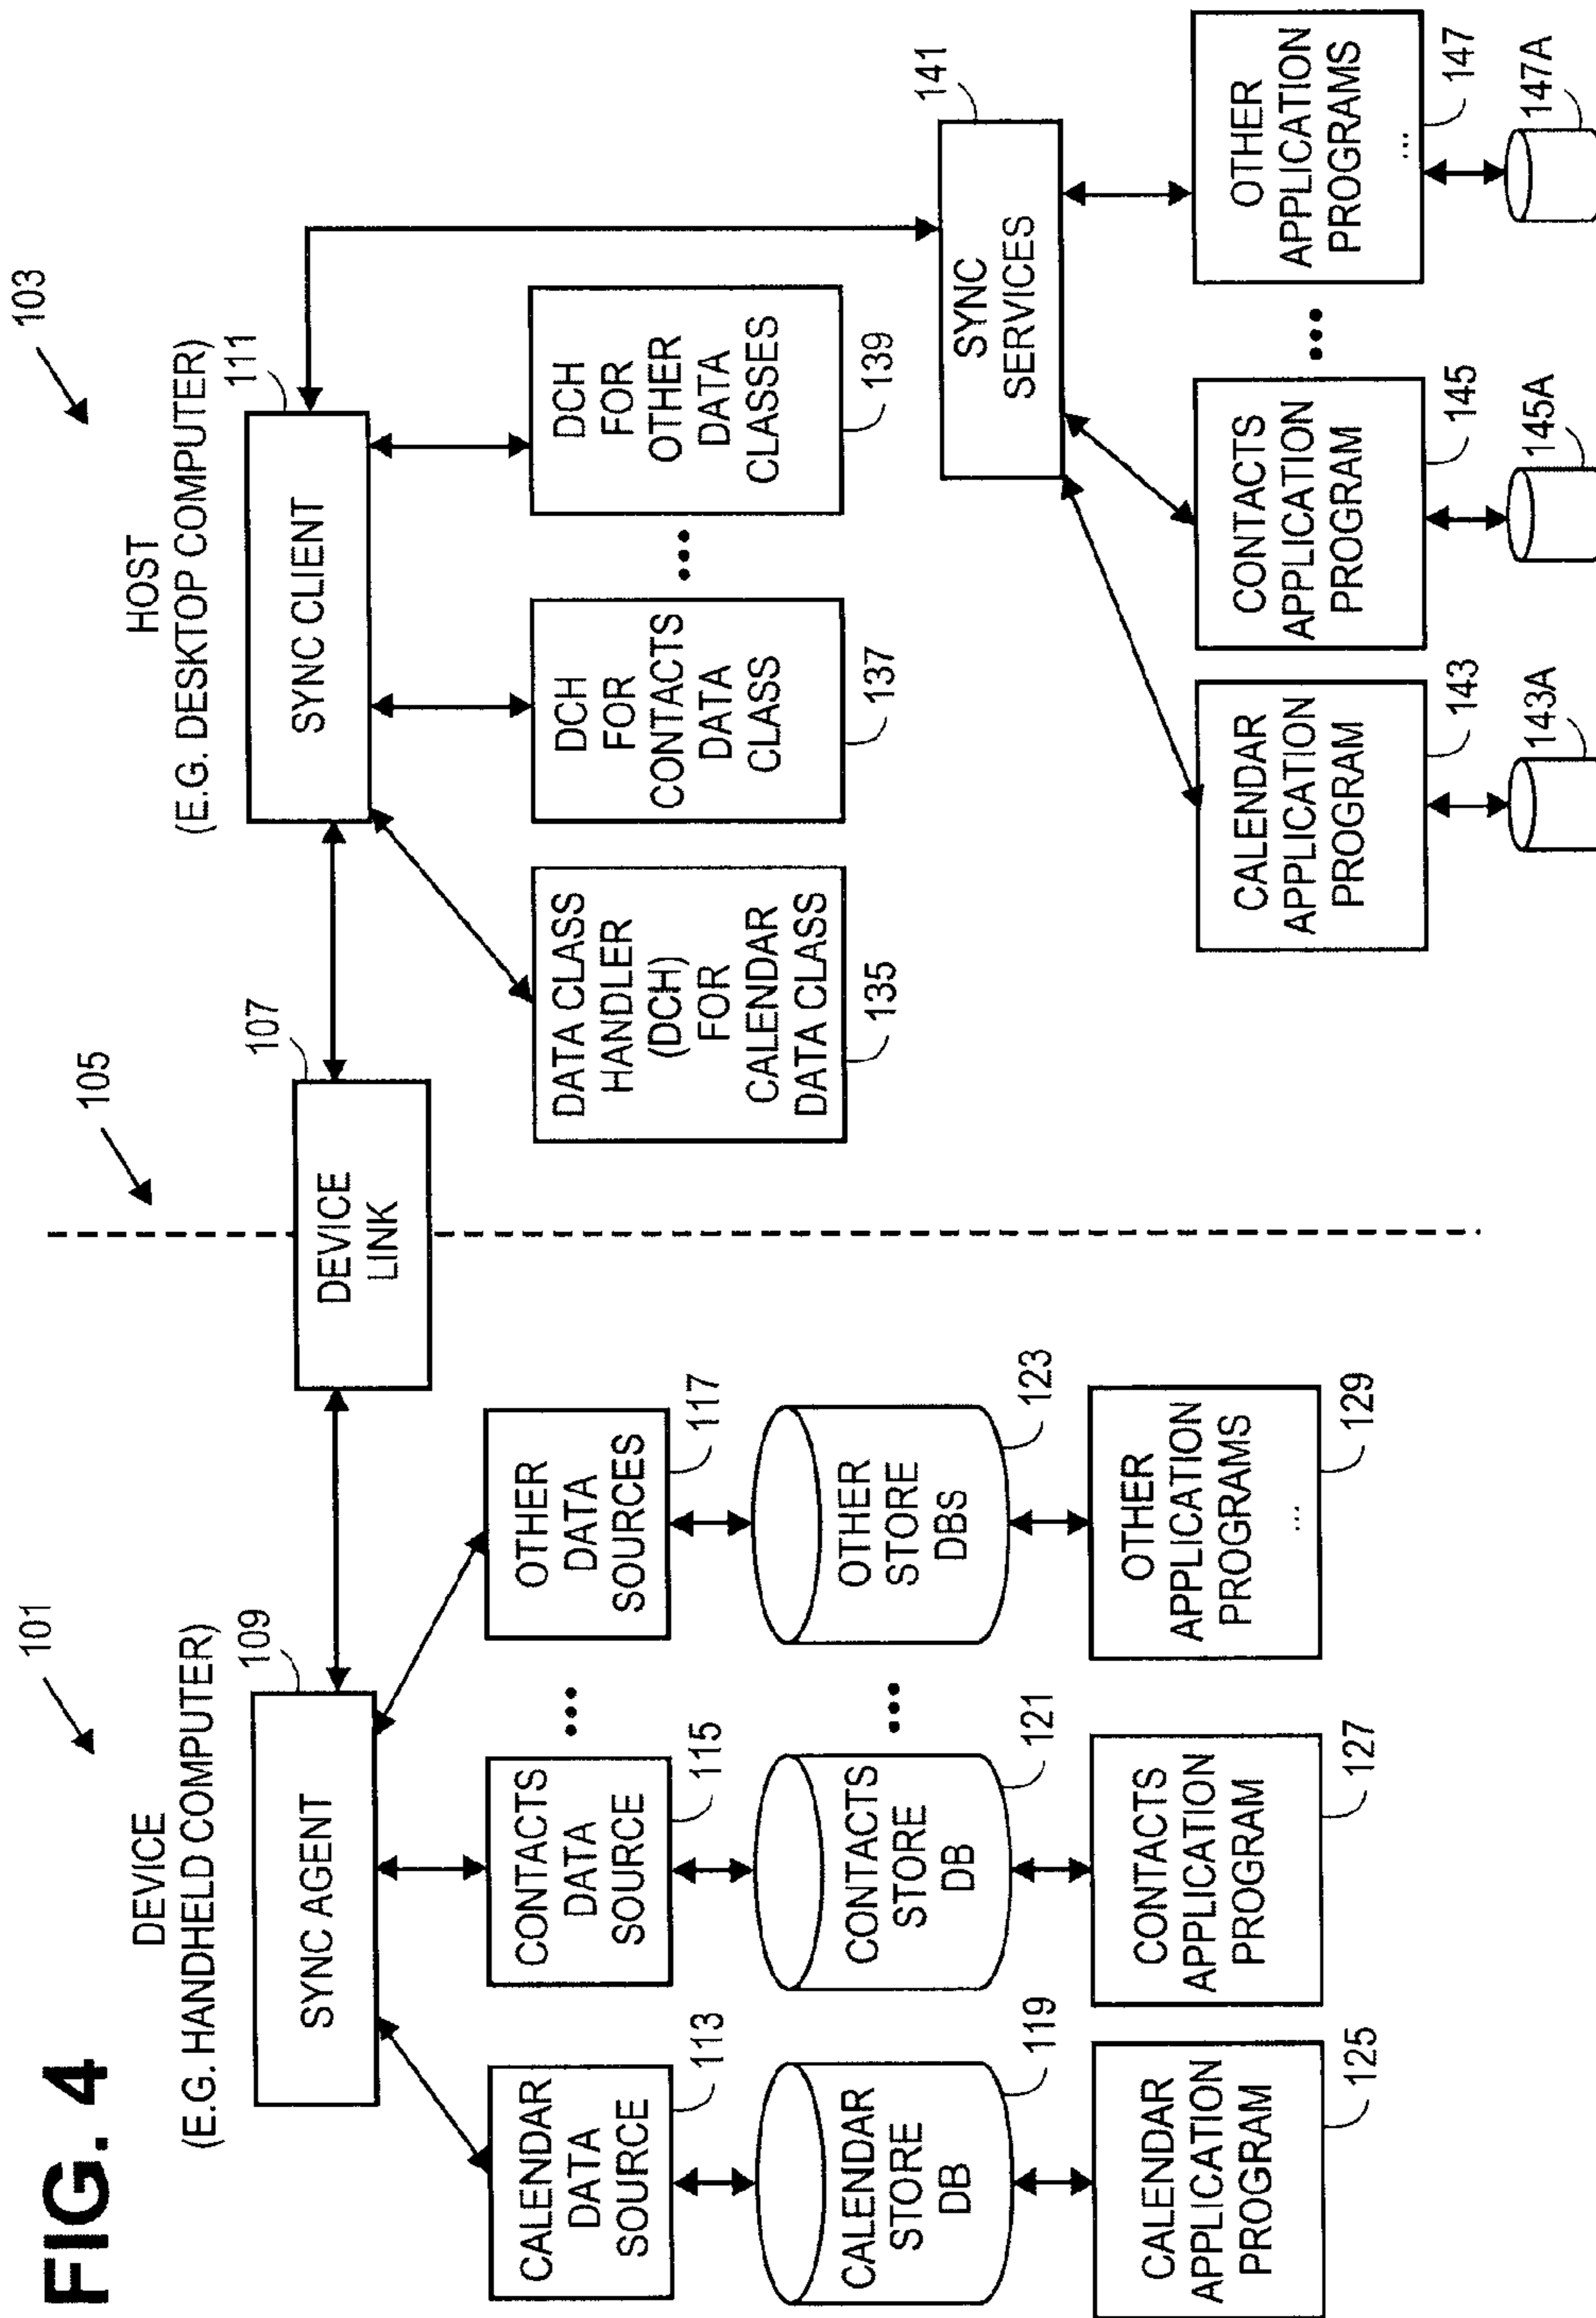 FIG. 4
DEVICE
(E.G. HANDHELD COMPUTER)
101
SYNC AGENT
109
CALENDAR
DATA
SOURCE
113
CONTACTS
DATA
SOURCE
115
...
OTHER
DATA
SOURCES
117
CALENDAR
STORE
DB
119
CONTACTS
STORE
DB
121
...
OTHER
STORE
DBS
123
CALENDAR
APPLICATION
PROGRAM
125
CONTACTS
APPLICATION
PROGRAM
127
OTHER
APPLICATION
PROGRAMS
...
129
105
DEVICE
LINK
107
HOST
(E.G. DESKTOP COMPUTER)
103
SYNC CLIENT
111
DATA CLASS
HANDLER
(DCH)
FOR
CALENDAR
DATA CLASS
135
DCH
FOR
CONTACTS
DATA
CLASS
137
...
DCH
FOR
OTHER
DATA
CLASSES
139
SYNC
SERVICES
141
CALENDAR
APPLICATION
PROGRAM
143
CONTACTS
APPLICATION
PROGRAM
145
...
OTHER
APPLICATION
PROGRAMS
...
147
143A
145A
147A